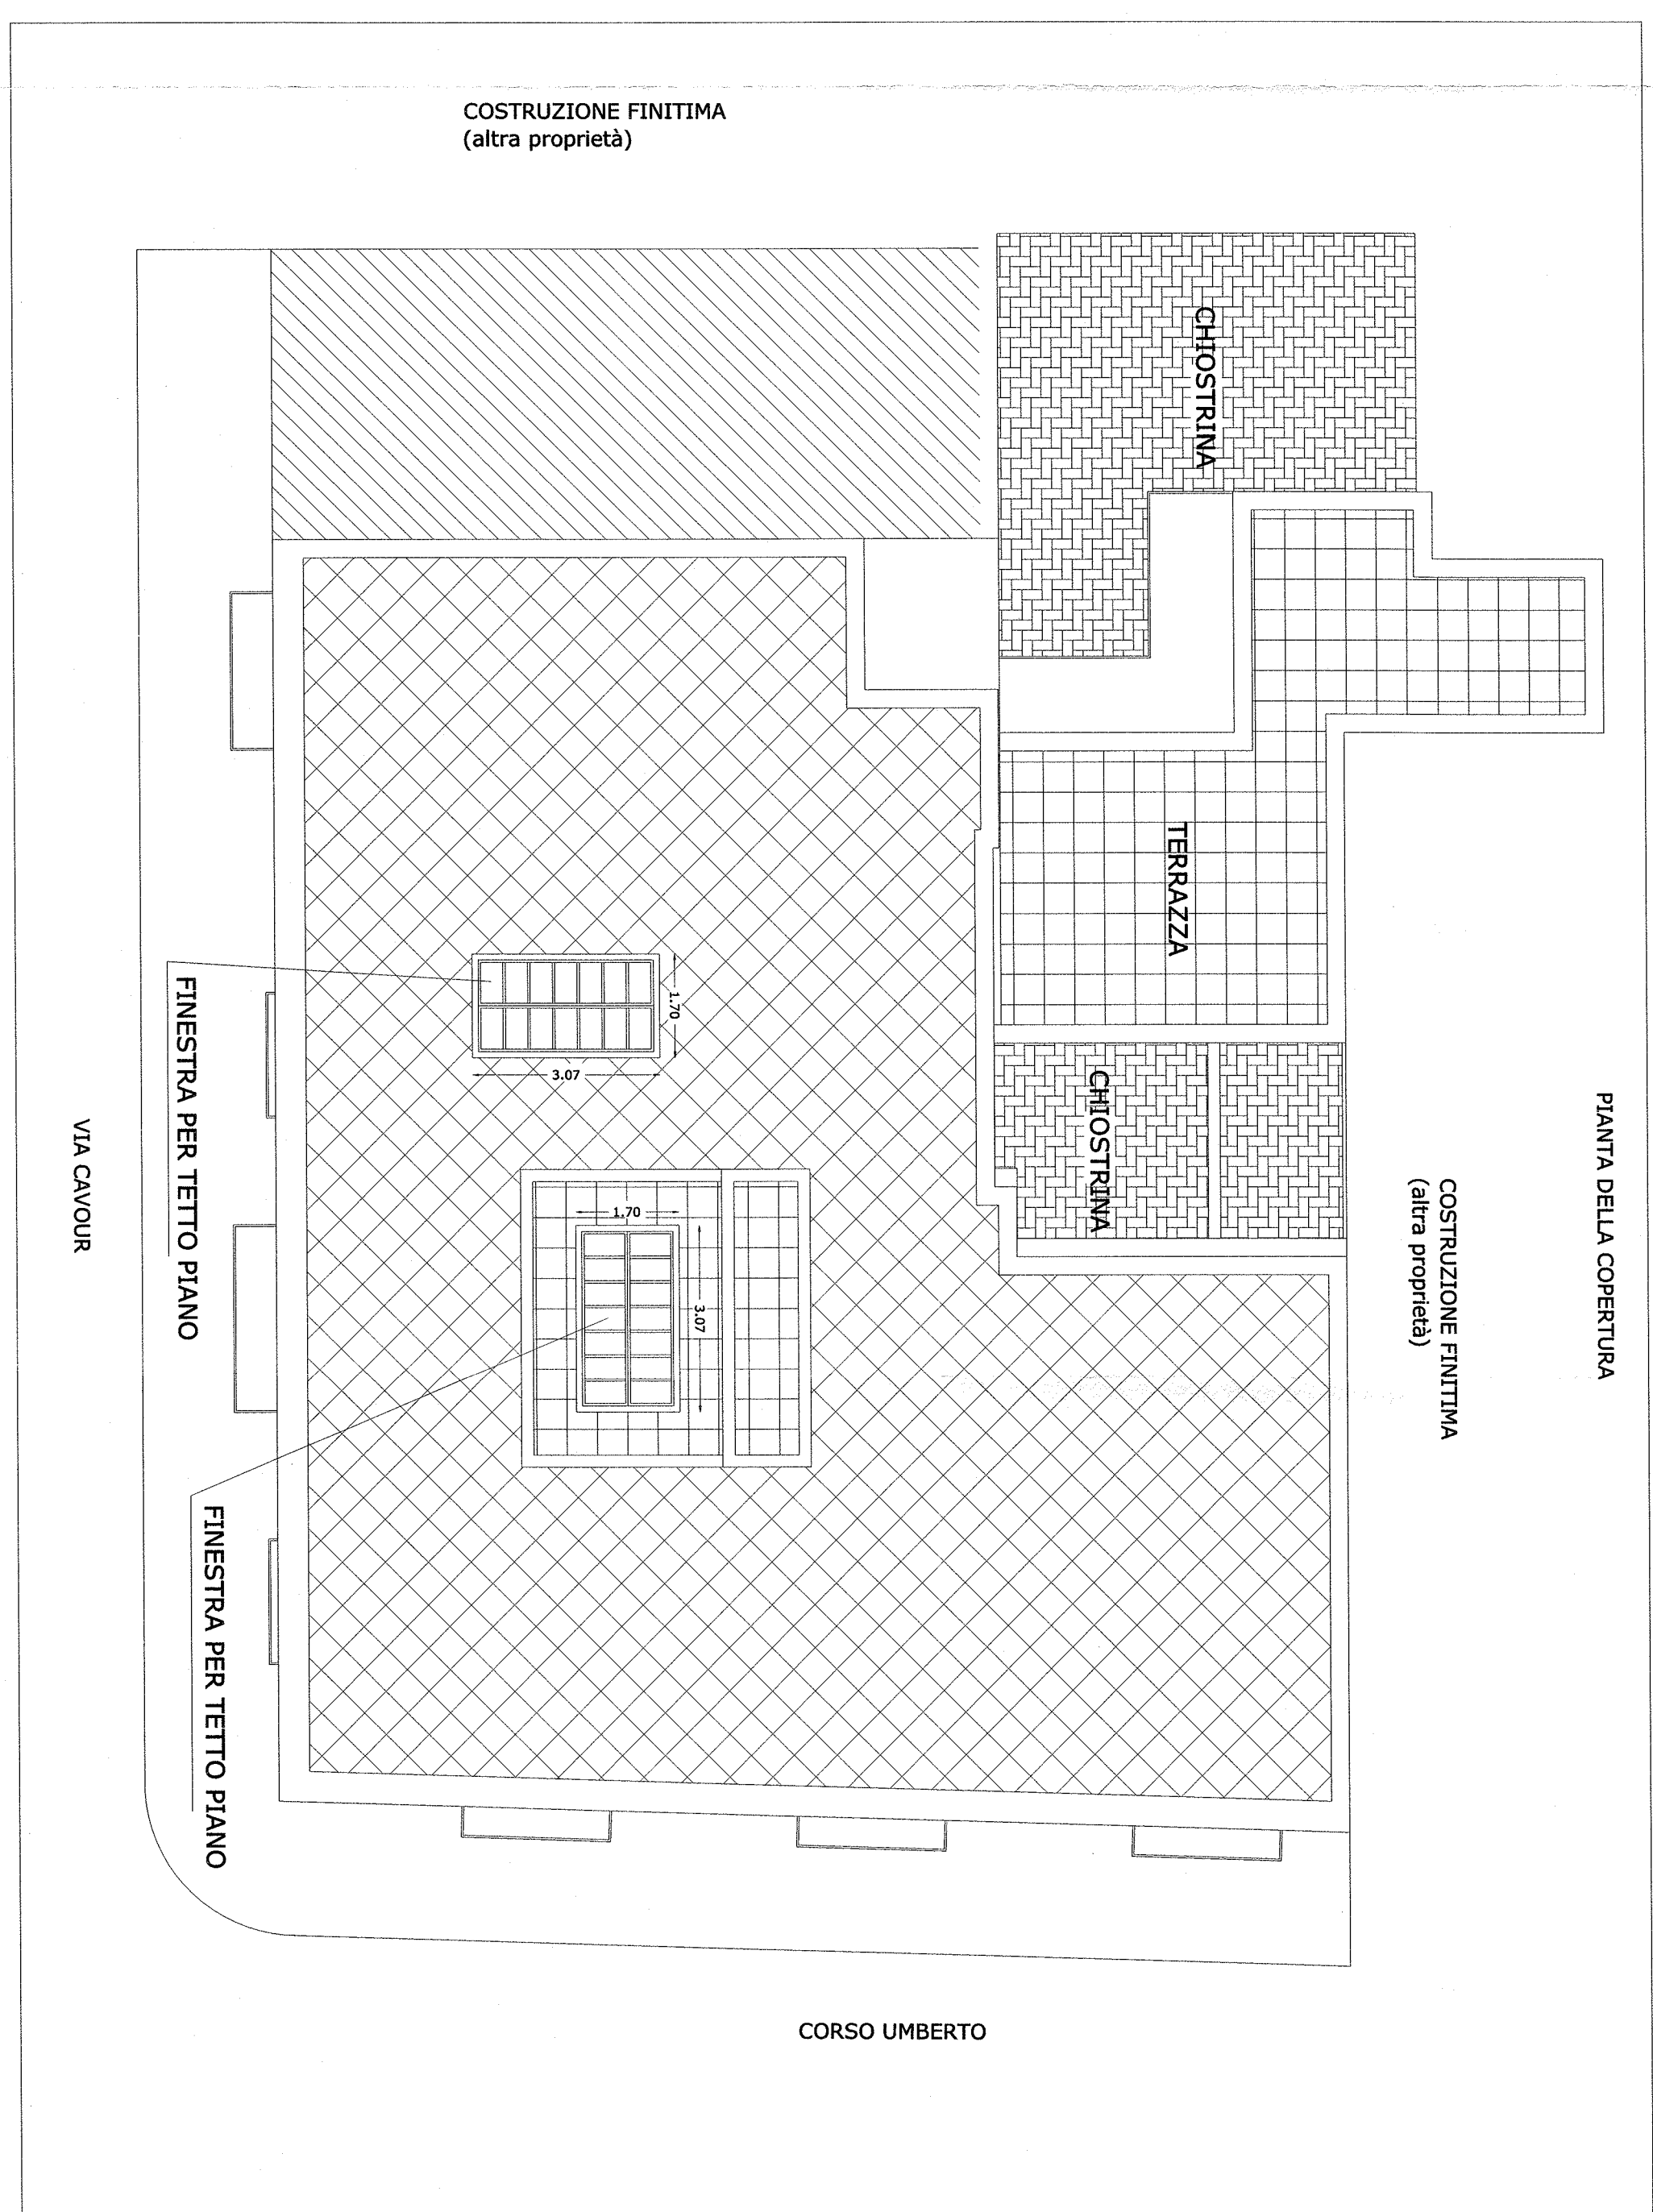 COSTRUZIONE FINITIMA
(altra proprietà)
CHIOSTRINA
TERRAZZA
1.70
3.07
FINESTRA PER TETTO PIANO
CHIOSTRINA
PIANTA DELLA COPERTURA
VIA CAVOUR
COSTRUZIONE FINITIMA
(altra proprietà)
1.70
3.07
FINESTRA PER TETTO PIANO
CORSO UMBERTO